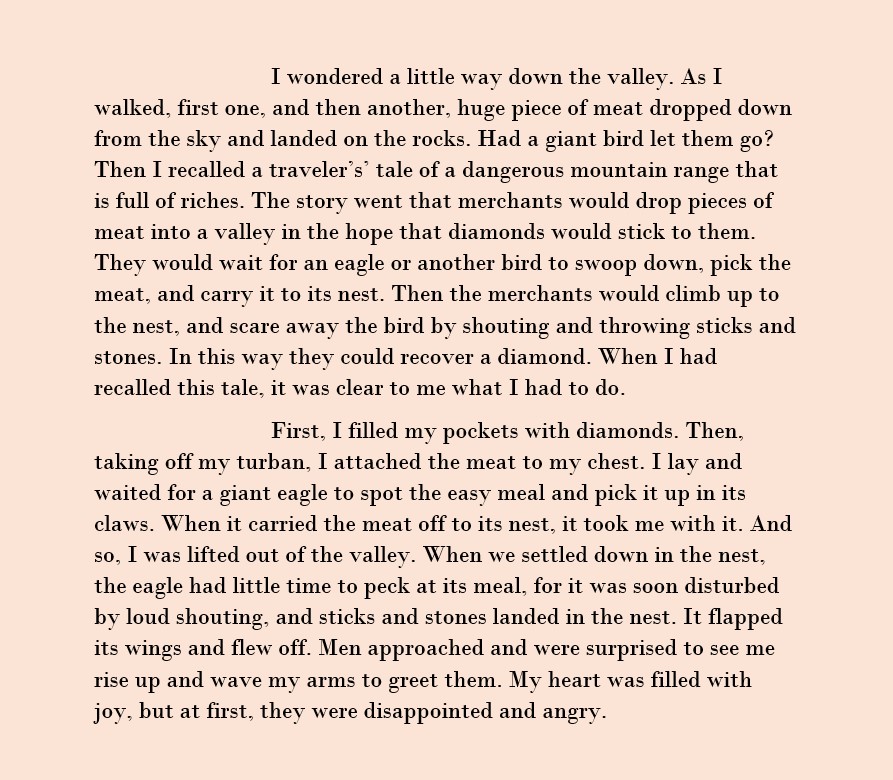 I wondered a little way down the valley. As I
walked, first one, and then another, huge piece of meat dropped down
from the sky and landed on the rocks. Had a giant bird let them go?
Then I recalled a traveler’s’ tale of a dangerous mountain range that
is full of riches. The story went that merchants would drop pieces of
meat into a valley in the hope that diamonds would stick to them.
They would wait for an eagle or another bird to swoop down, pick the
meat, and carry it to its nest. Then the merchants would climb up to
the nest, and scare away the bird by shouting and throwing sticks and
stones. In this way they could recover a diamond. When I had
recalled this tale, it was clear to me what I had to do.
First, I filled my pockets with diamonds. Then,
taking off my turban, I attached the meat to my chest. I lay and
waited for a giant eagle to spot the easy meal and pick it up in its
claws. When it carried the meat off to its nest, it took me with it. And
so, I was lifted out of the valley. When we settled down in the nest,
the eagle had little time to peck at its meal, for it was soon disturbed
by loud shouting, and sticks and stones landed in the nest. It flapped
its wings and flew off. Men approached and were surprised to see me
rise up and wave my arms to greet them. My heart was filled with
joy, but at first, they were disappointed and angry.